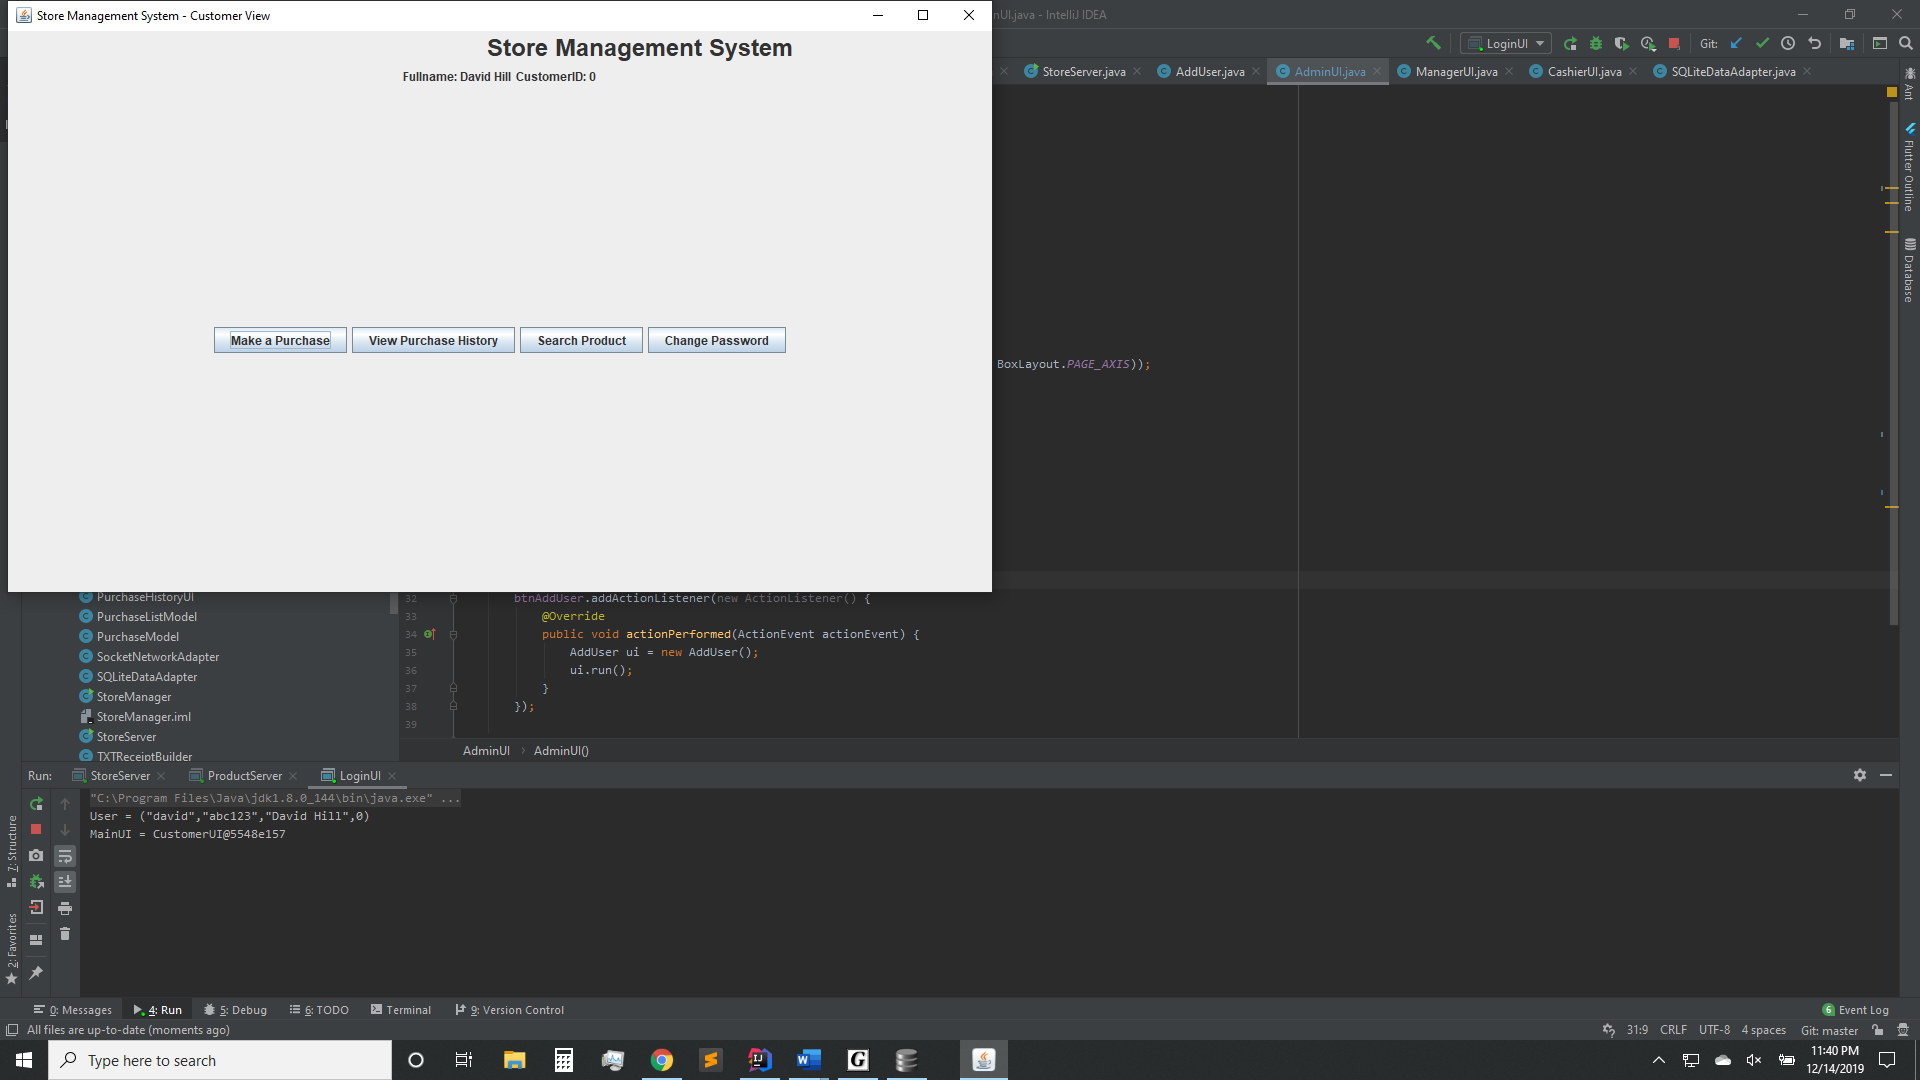 Store Management System - Customer View
nUI.java - IntelliJ IDEA
Store Management System
Fullname: David Hill CustomerID: 0
LoginUI
Git:
StoreServer.java
AddUser.java
AdminUI.java
ManagerUI.java
CashierUI.java
SQLiteDataAdapter.java
Ant
Flutter Outline
Database
Make a Purchase
View Purchase History
Search Product
Change Password
BoxLayout.PAGE_AXIS));
PurchaseHistoryUI
PurchaseListModel
PurchaseModel
SocketNetworkAdapter
SQLiteDataAdapter
StoreManager
StoreManager.iml
StoreServer
TXTReceiptBuilder
32 btnAddUser.addActionListener(new ActionListener() {
33 @Override
34 public void actionPerformed(ActionEvent actionEvent) {
35 AddUser ui = new AddUser();
36 ui.run();
37 }
38 });
39
AdminUI > AdminUI()
Run: StoreServer ProductServer LoginUI
"C:\Program Files\Java\jdk1.8.0_144\bin\java.exe" ...
User = ("david","abc123","David Hill",0)
MainUI = CustomerUI@5548e157
7: Structure
2: Favorites
0: Messages 4: Run 5: Debug 6: TODO Terminal 9: Version Control
6 Event Log
All files are up-to-date (moments ago)
31:9 CRLF UTF-8 4 spaces Git: master
Type here to search
11:40 PM
12/14/2019